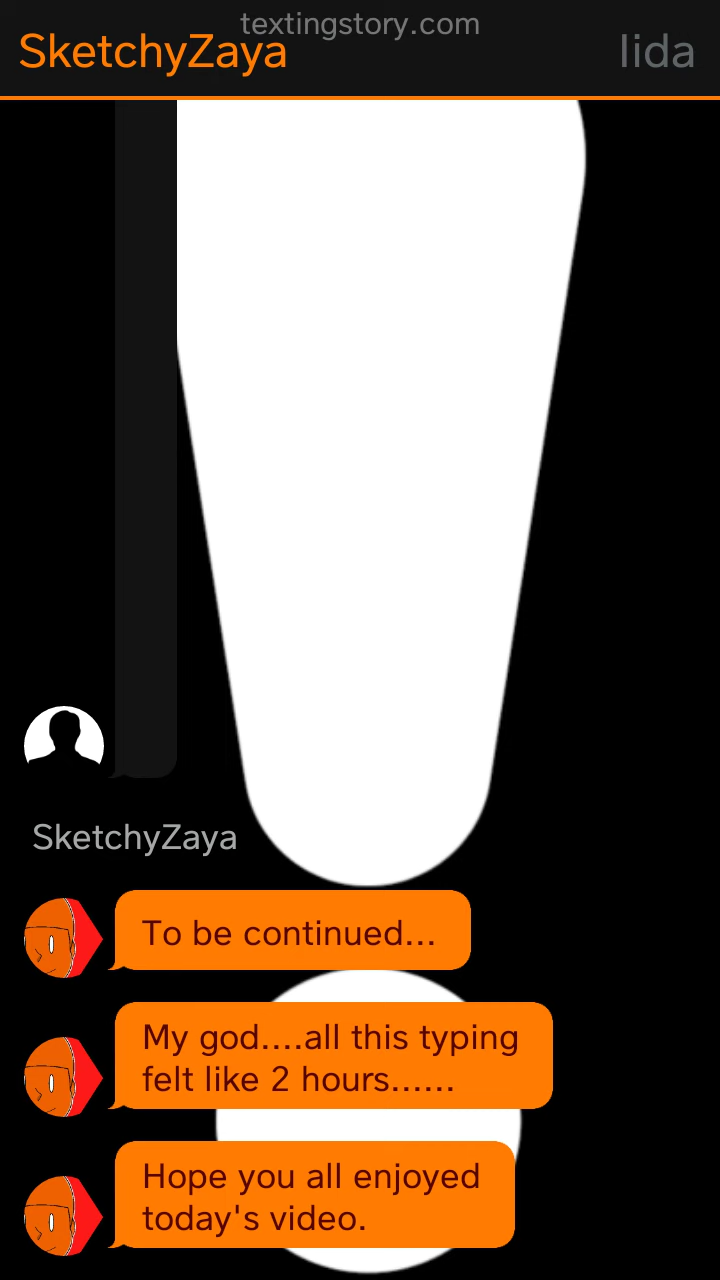 textingstory.com
SketchyZaya
Iida
SketchyZaya
To be continued...
My god....all this typing
felt like 2 hours......
Hope you all enjoyed
today's video.